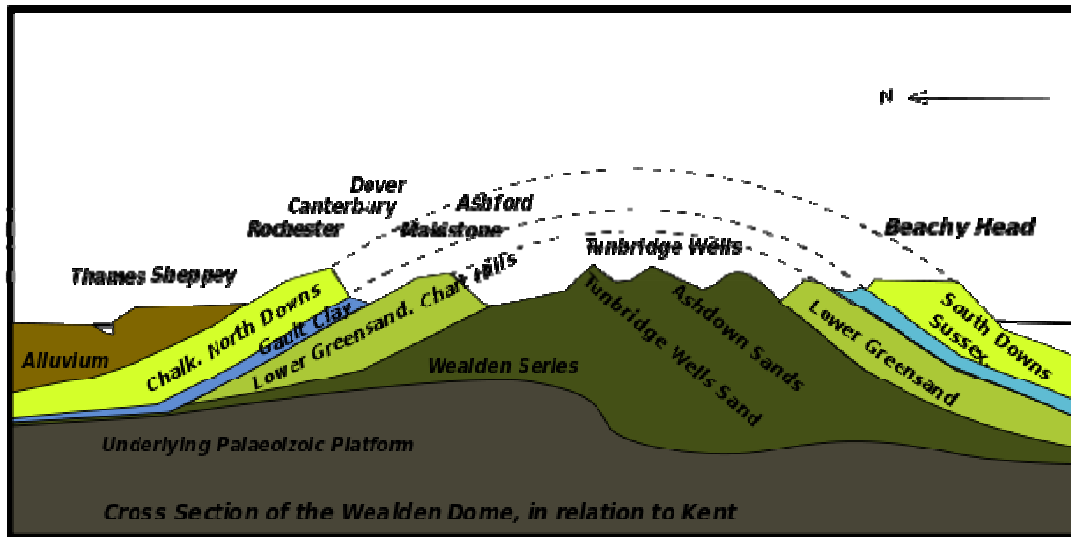 N
Dover
Canterbury
Ashford
Rochester
Maidstone
Beachy Head
Tunbridge Wells
Thames Sheppey
Chalk, North Downs
Gault Clay
Lower Greensand, Chart Hills
Tunbridge Wells Sand
Ashdown Sands
Lower Greensand
South Downs
Sussex
Alluvium
Wealden Series
Underlying Palaeolzoic Platform
Cross Section of the Wealden Dome, in relation to Kent